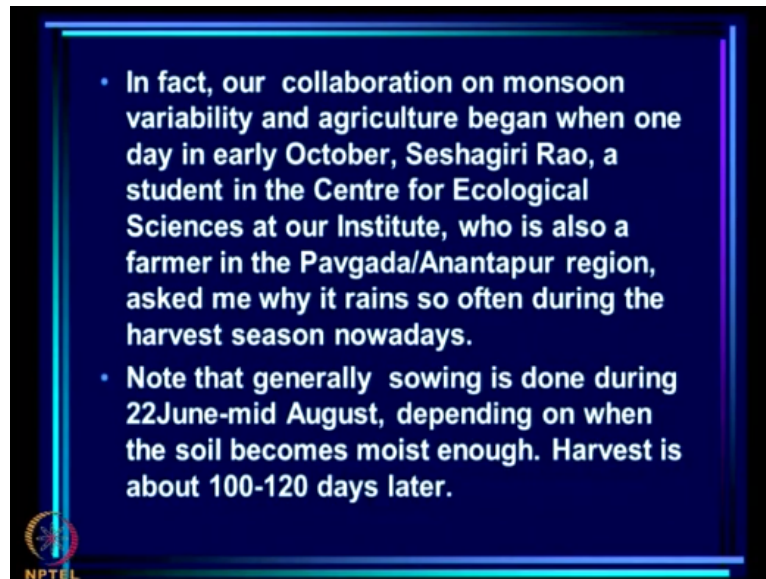 • In fact, our collaboration on monsoon
variability and agriculture began when one
day in early October, Seshagiri Rao, a
student in the Centre for Ecological
Sciences at our Institute, who is also a
farmer in the Pavgada/Anantapur region,
asked me why it rains so often during the
harvest season nowadays.
• Note that generally sowing is done during
22June-mid August, depending on when
the soil becomes moist enough. Harvest is
about 100-120 days later.
NPTEL